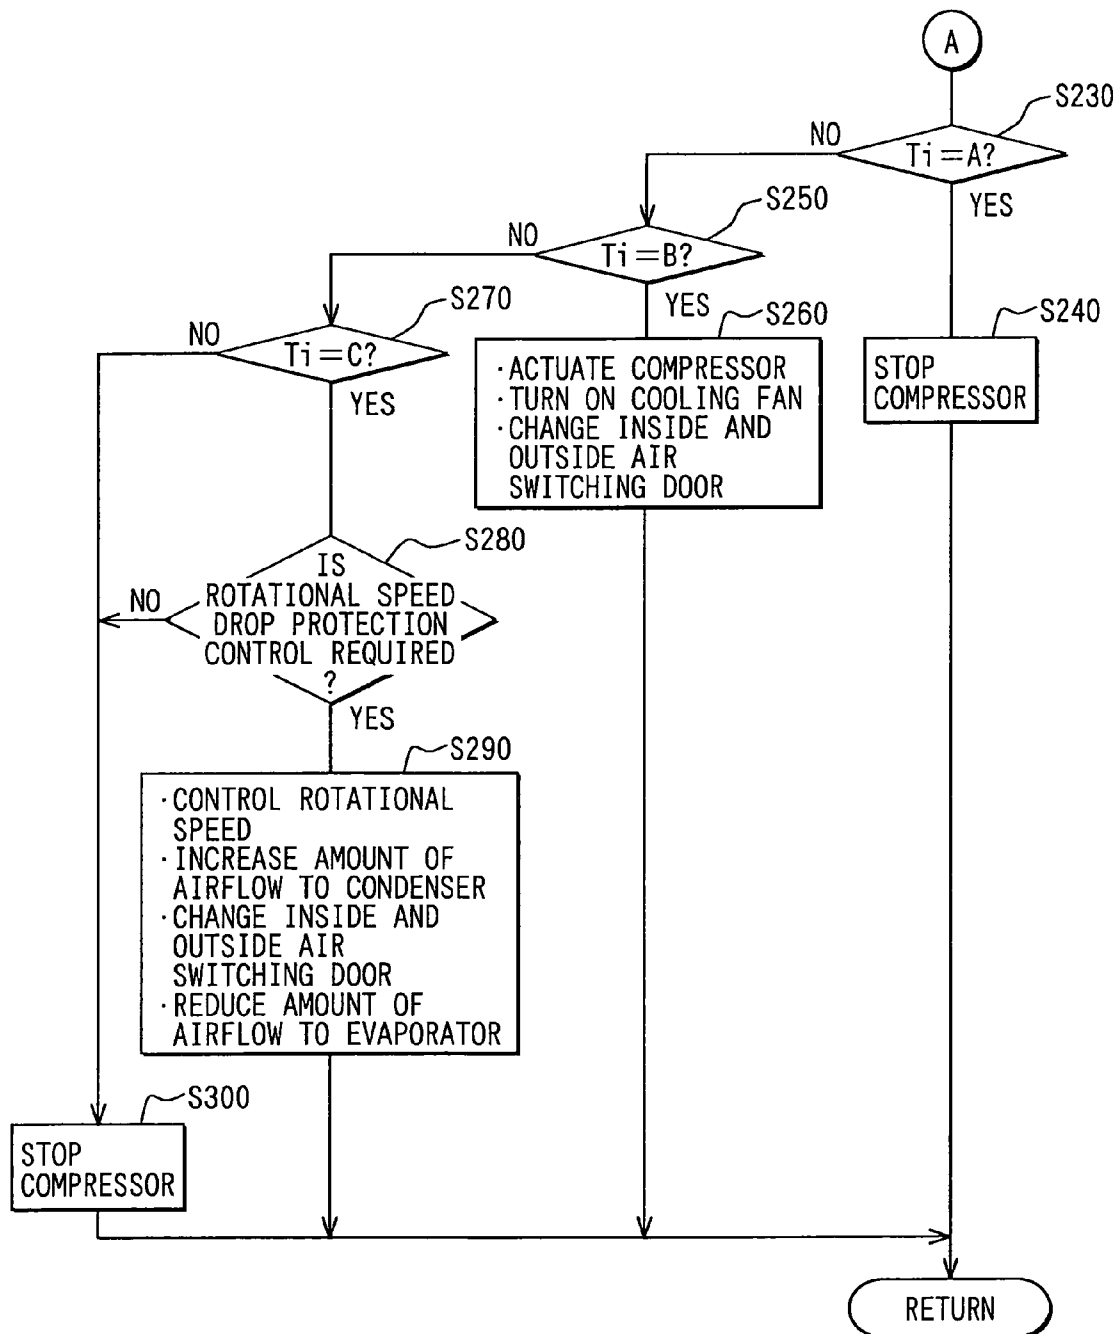 A
S230
NO
Ti=A?
YES
S250
NO
Ti=B?
YES
S270
NO
Ti=C?
YES
S260
·ACTUATE COMPRESSOR
·TURN ON COOLING FAN
·CHANGE INSIDE AND
OUTSIDE AIR
SWITCHING DOOR
S240
STOP
COMPRESSOR
S280
IS
ROTATIONAL SPEED
DROP PROTECTION
CONTROL REQUIRED
?
NO
YES
S290
·CONTROL ROTATIONAL
SPEED
·INCREASE AMOUNT OF
AIRFLOW TO CONDENSER
·CHANGE INSIDE AND
OUTSIDE AIR
SWITCHING DOOR
·REDUCE AMOUNT OF
AIRFLOW TO EVAPORATOR
S300
STOP
COMPRESSOR
RETURN